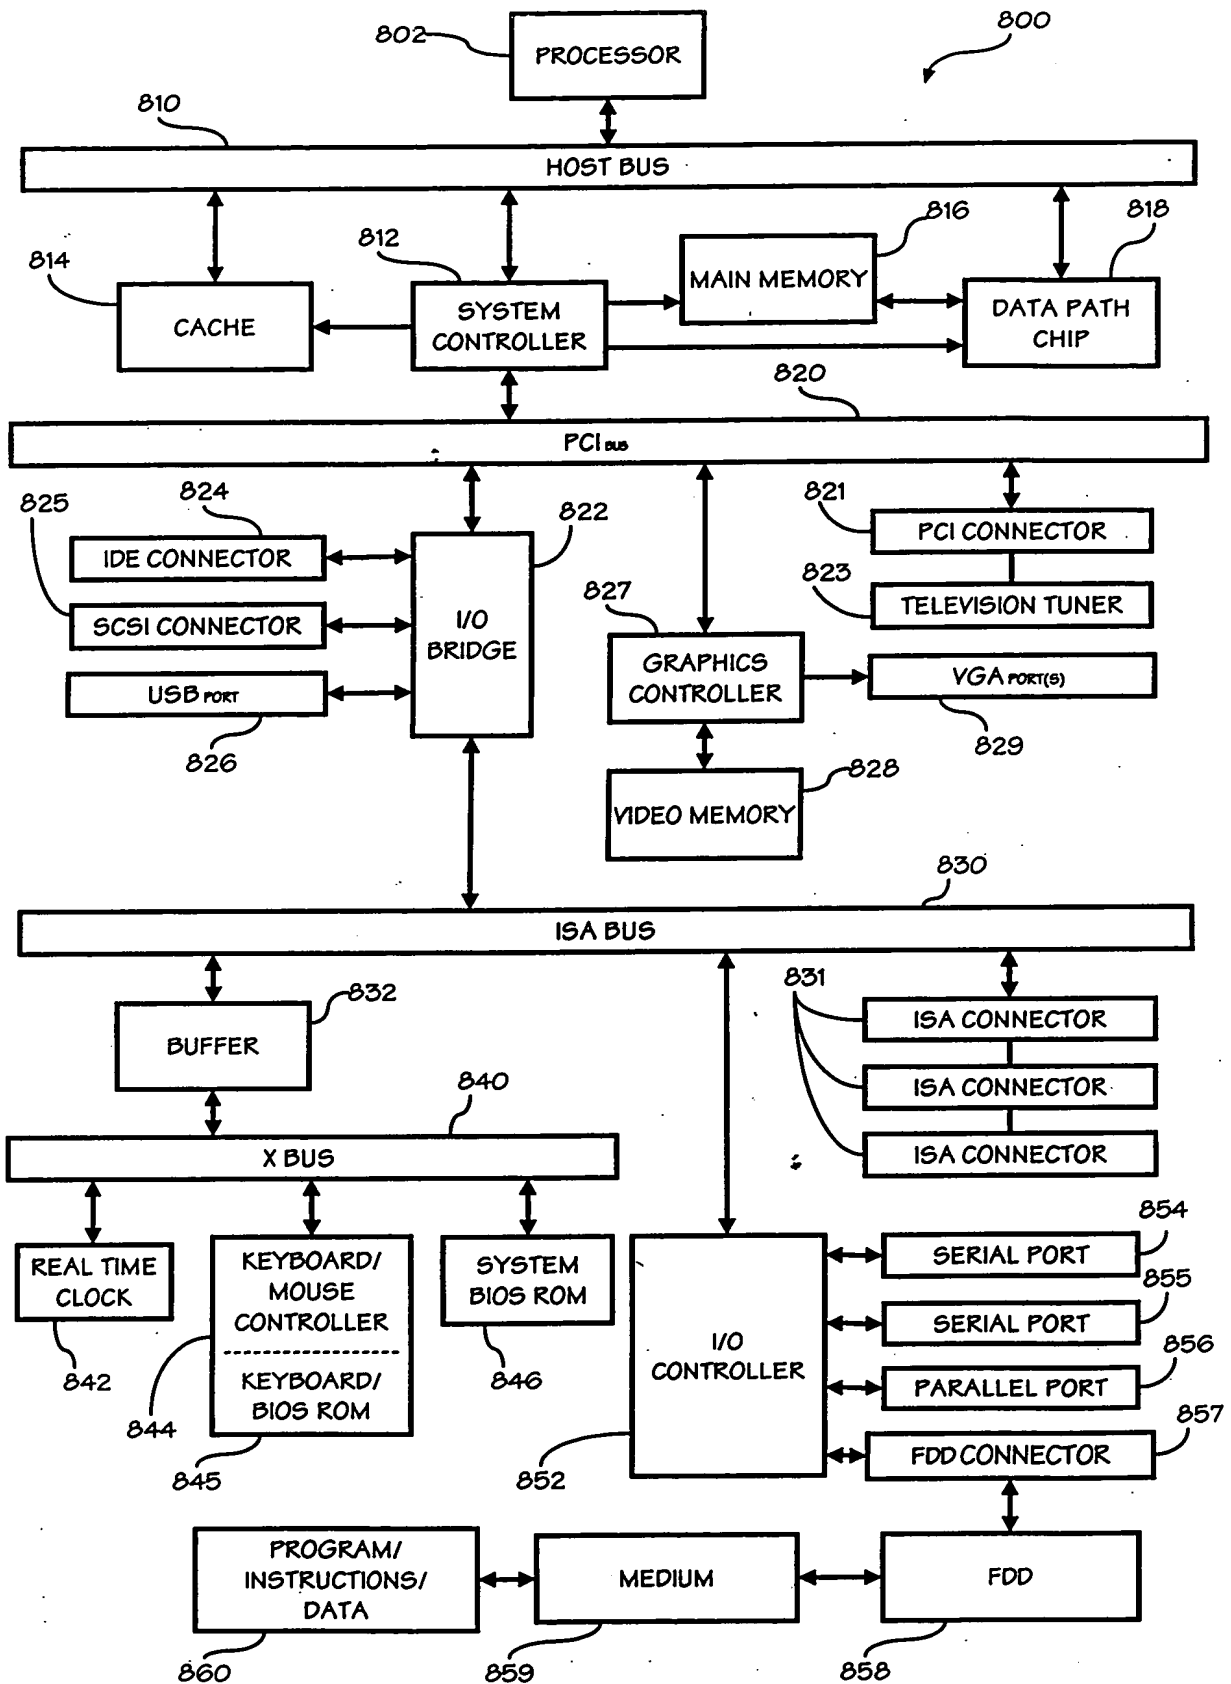 802
PROCESSOR
800
810
HOST BUS
814
CACHE
812
SYSTEM
CONTROLLER
816
MAIN MEMORY
818
DATA PATH
CHIP
820
PCI BUS
825
824
IDE CONNECTOR
SCSI CONNECTOR
USB PORT
826
822
I/O
BRIDGE
827
GRAPHICS
CONTROLLER
821
PCI CONNECTOR
823
TELEVISION TUNER
VGA PORT(S)
829
828
VIDEO MEMORY
830
ISA BUS
832
BUFFER
831
ISA CONNECTOR
ISA CONNECTOR
ISA CONNECTOR
840
X BUS
REAL TIME
CLOCK
842
KEYBOARD/
MOUSE
CONTROLLER
KEYBOARD/
BIOS ROM
844
845
SYSTEM
BIOS ROM
846
I/O
CONTROLLER
852
854
SERIAL PORT
855
SERIAL PORT
856
PARALLEL PORT
857
FDD CONNECTOR
PROGRAM/
INSTRUCTIONS/
DATA
860
MEDIUM
859
FDD
858